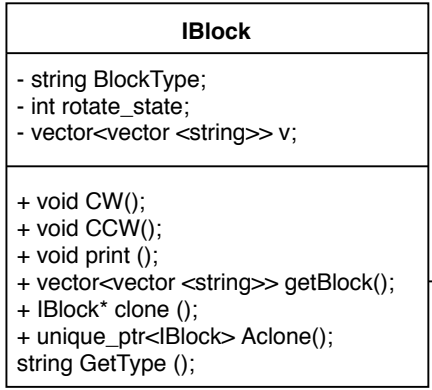 IBlock
- string BlockType;
- int rotate_state;
- vector<vector <string>> v;
+ void CW();
+ void CCW();
+ void print ();
+ vector<vector <string>> getBlock();
+ IBlock* clone ();
+ unique_ptr<IBlock> Aclone();
string GetType ();